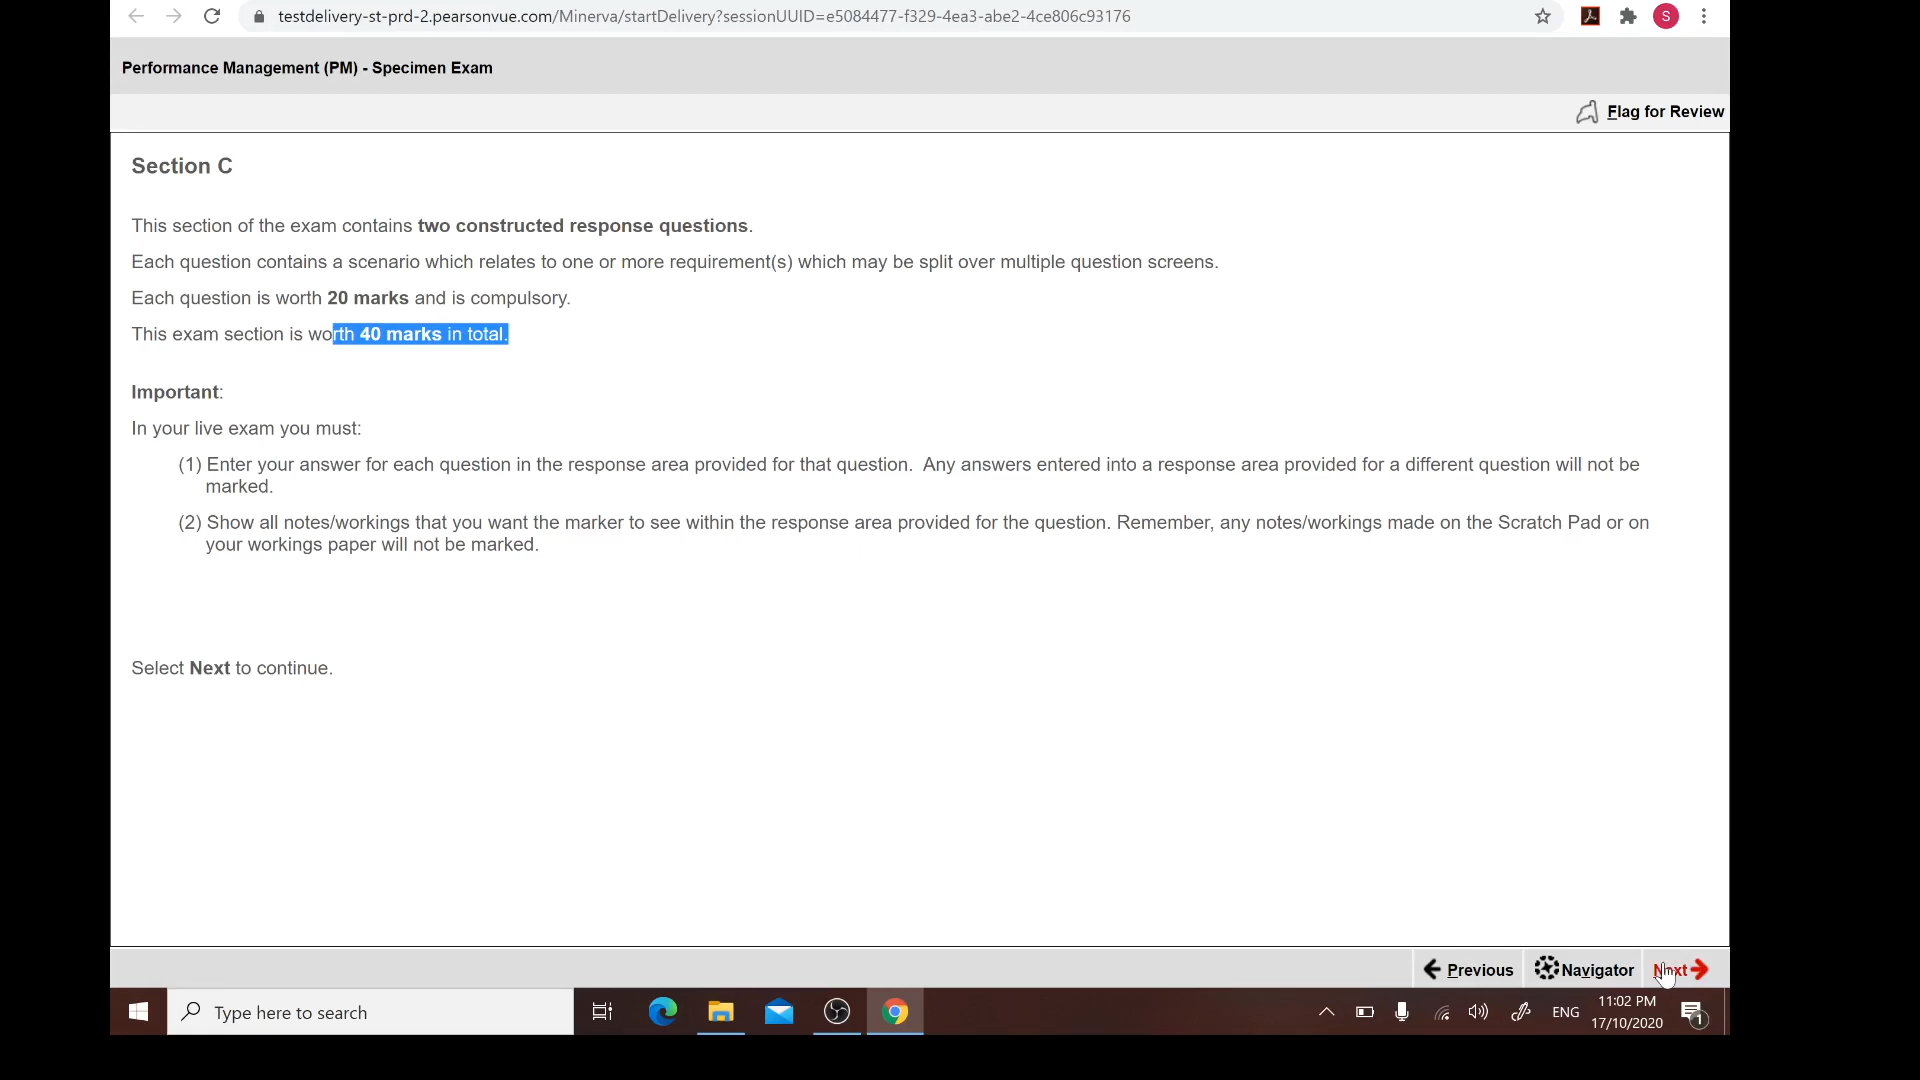 testdelivery-st-prd-2.pearsonvue.com/Minerva/startDelivery?sessionUUID=e5084477-f329-4ea3-abe2-4ce806c93176
S
Performance Management (PM) - Specimen Exam
Flag for Review
Section C
This section of the exam contains two constructed response questions.
Each question contains a scenario which relates to one or more requirement(s) which may be split over multiple question screens.
Each question is worth 20 marks and is compulsory.
This exam section is worth 40 marks in total.
Important:
In your live exam you must:
(1) Enter your answer for each question in the response area provided for that question. Any answers entered into a response area provided for a different question will not be
marked.
(2) Show all notes/workings that you want the marker to see within the response area provided for the question. Remember, any notes/workings made on the Scratch Pad or on
your workings paper will not be marked.
Select Next to continue.
Previous
Navigator
Next
Type here to search
ENG
11:02 PM
17/10/2020
1